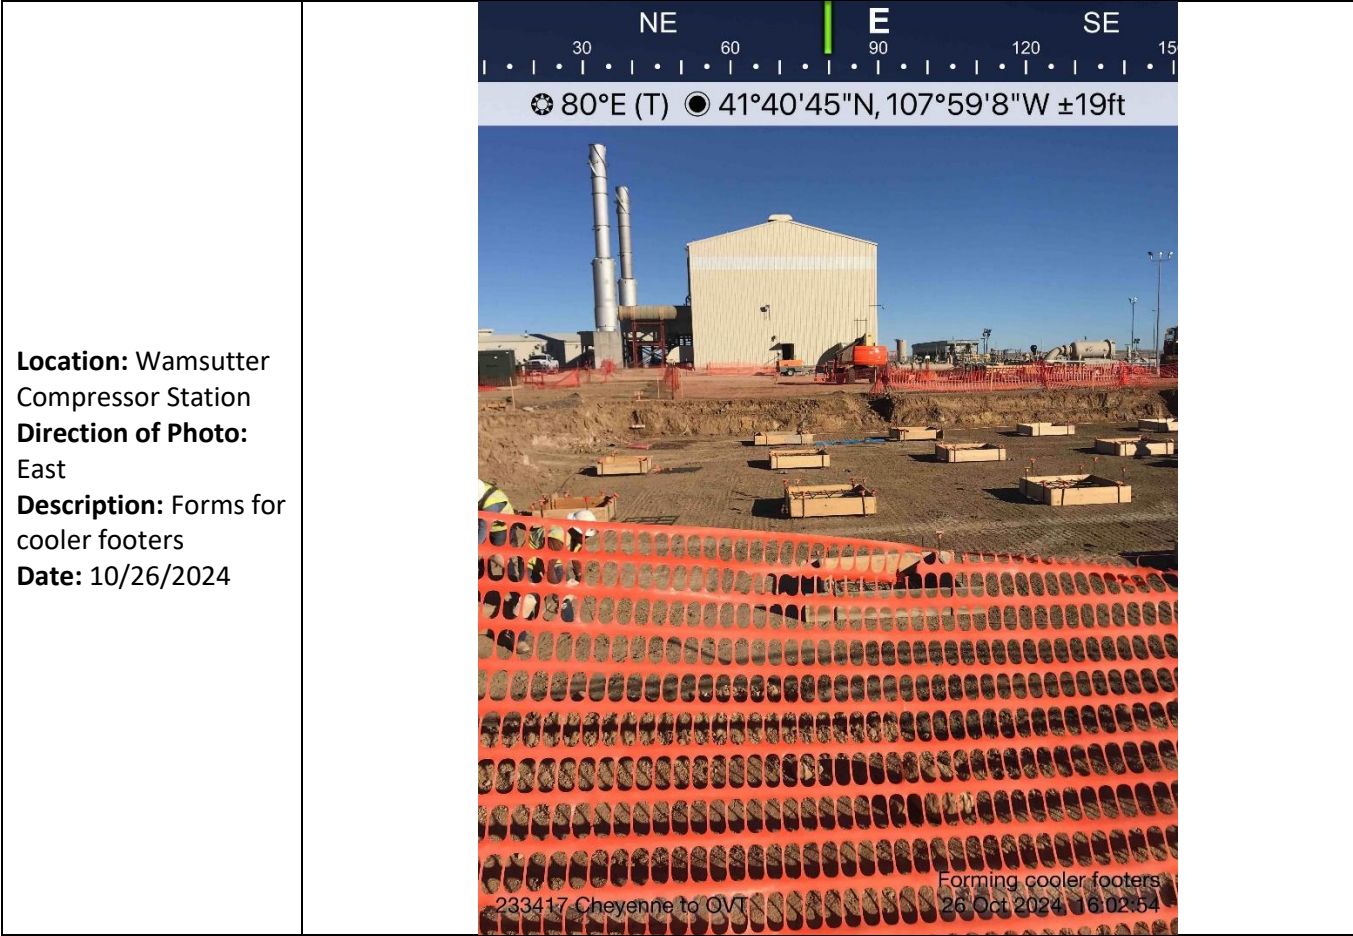 Location: Wamsutter
Compressor Station
Direction of Photo:
East
Description: Forms for
cooler footers
Date: 10/26/2024
NE E SE
30 60 90 120 150
80°E (T) 41°40'45"N, 107°59'8"W ±19ft
Forming cooler footers
233417 Cheyenne to OVT 26 Oct 2024, 16:02:54